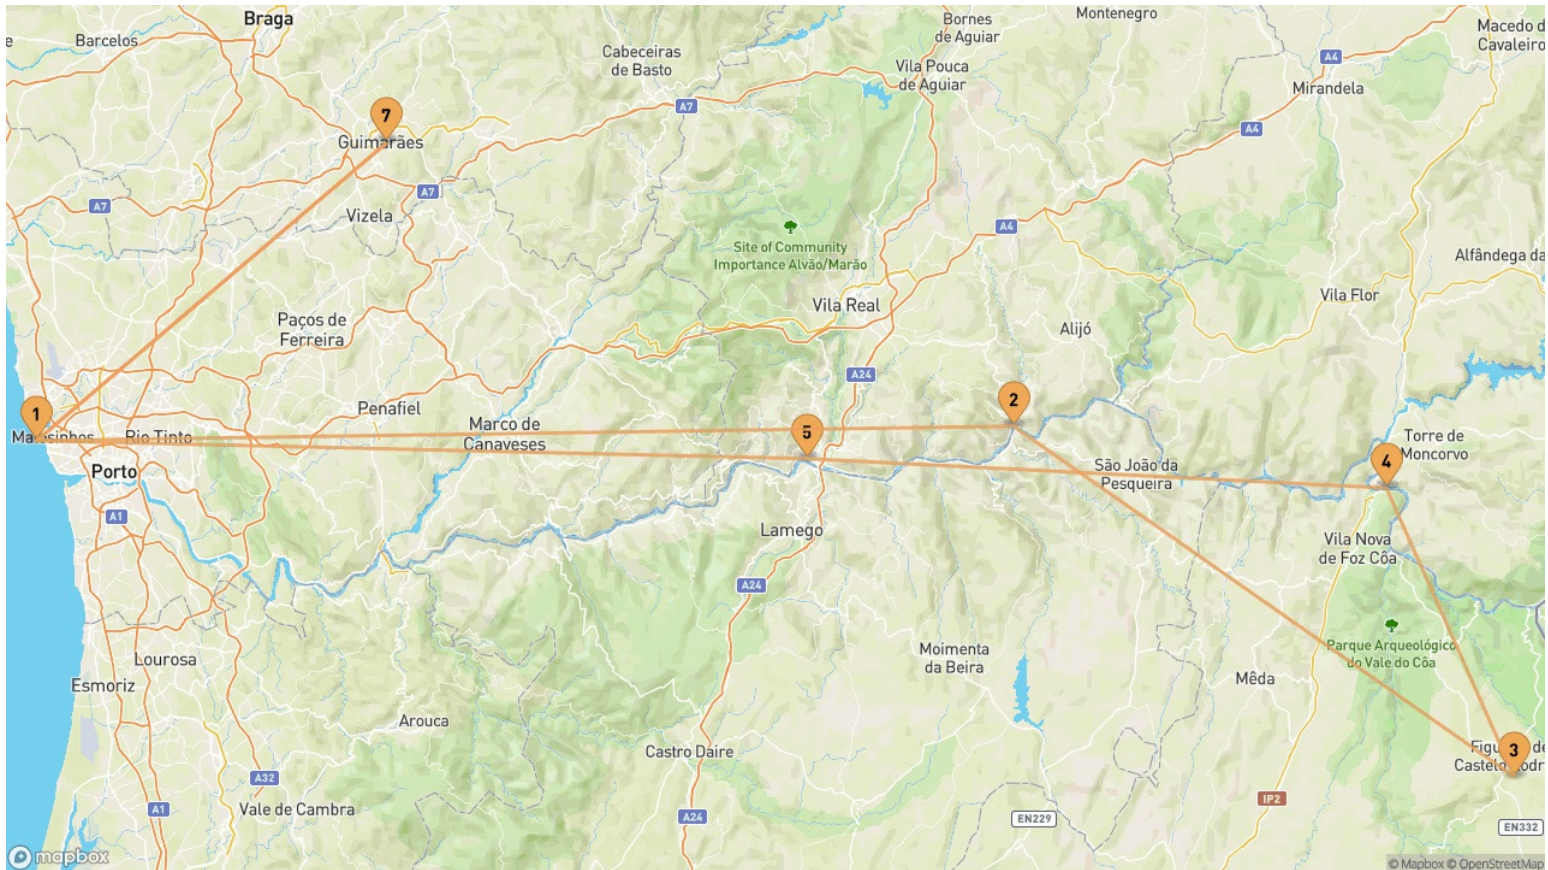 Braga
Barcelos
e
Cabeceiras
de Basto
Bornes
de Aguiar
Montenegro
Macedo d
Cavaleiro
Vila Pouca
de Aguiar
A4
Mirandela
A7
7
Guimarães
A4
A7
A7
Vizela
A4
Site of Community
Importance Alvão/Marão
Alfândega da
Vila Real
Vila Flor
Paços de
Ferreira
Alijó
A24
1
Penafiel
2
Marco de
Canaveses
5
Matosinhos
Rio Tinto
Torre de
Moncorvo
4
Porto
São João da
Pesqueira
A1
Lamego
Vila Nova
de Foz Côa
A24
Parque Arqueológico
do Vale do Côa
Moimenta
da Beira
Lourosa
Esmoriz
Mêda
Arouca
Castro Daire
3
A32
A1
Vale de Cambra
IP2
A24
EN229
EN332
mapbox
© Mapbox © OpenStreetMap